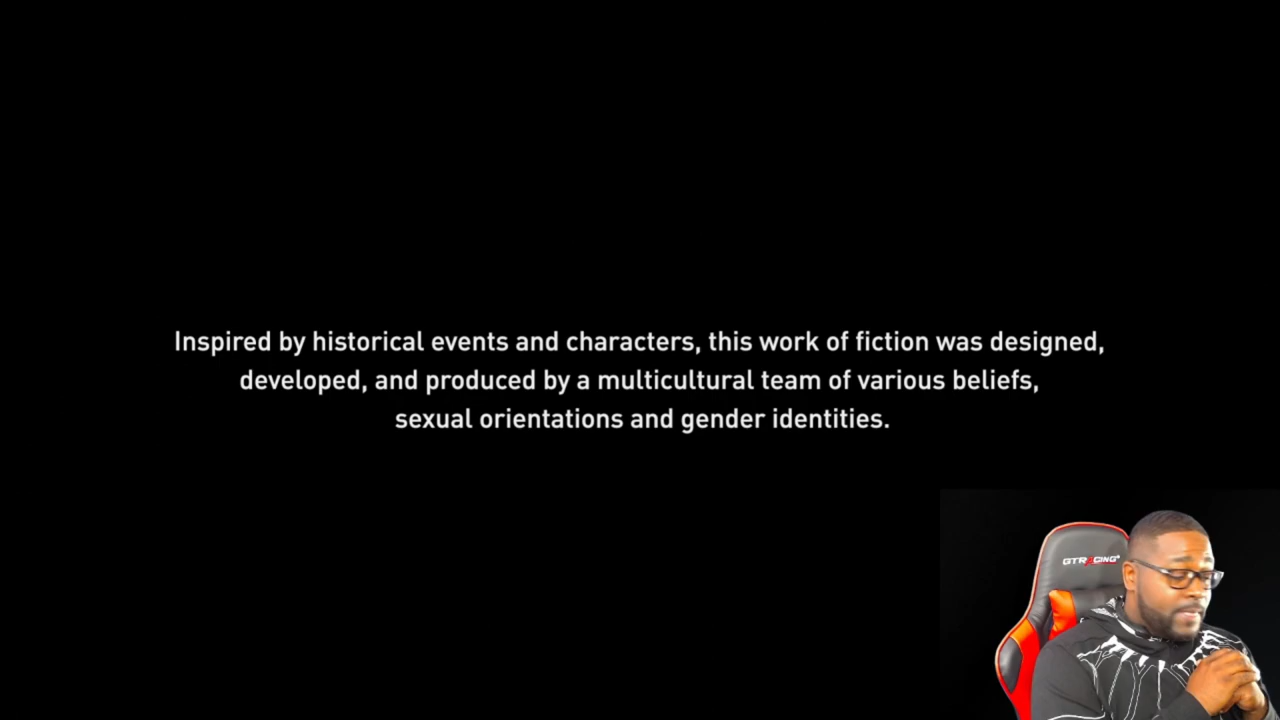 Inspired by historical events and characters, this work of fiction was designed,
developed, and produced by a multicultural team of various beliefs,
sexual orientations and gender identities.
GTRACING